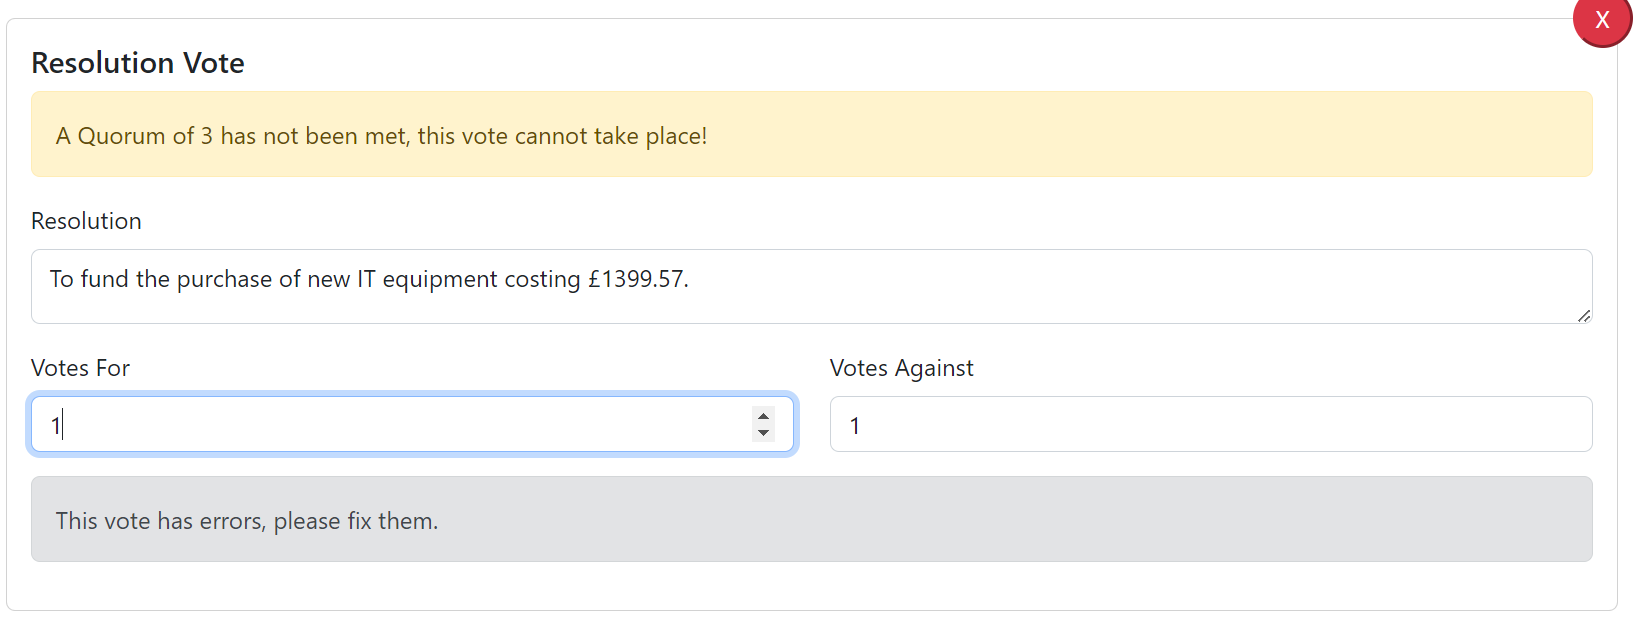 X
Resolution Vote
A Quorum of 3 has not been met, this vote cannot take place!
Resolution
To fund the purchase of new IT equipment costing £1399.57.
Votes For
Votes Against
1
1
This vote has errors, please fix them.